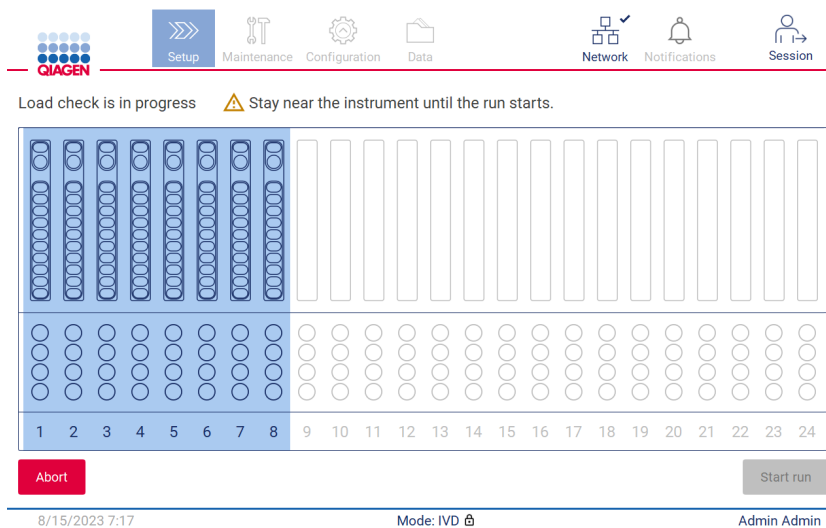 QIAGEN
Setup Maintenance Configuration Data Network Notifications Session
Load check is in progress Stay near the instrument until the run starts.
1 2 3 4 5 6 7 8 9 10 11 12 13 14 15 16 17 18 19 20 21 22 23 24
Abort Start run
8/15/2023 7:17 Mode: IVD Admin Admin